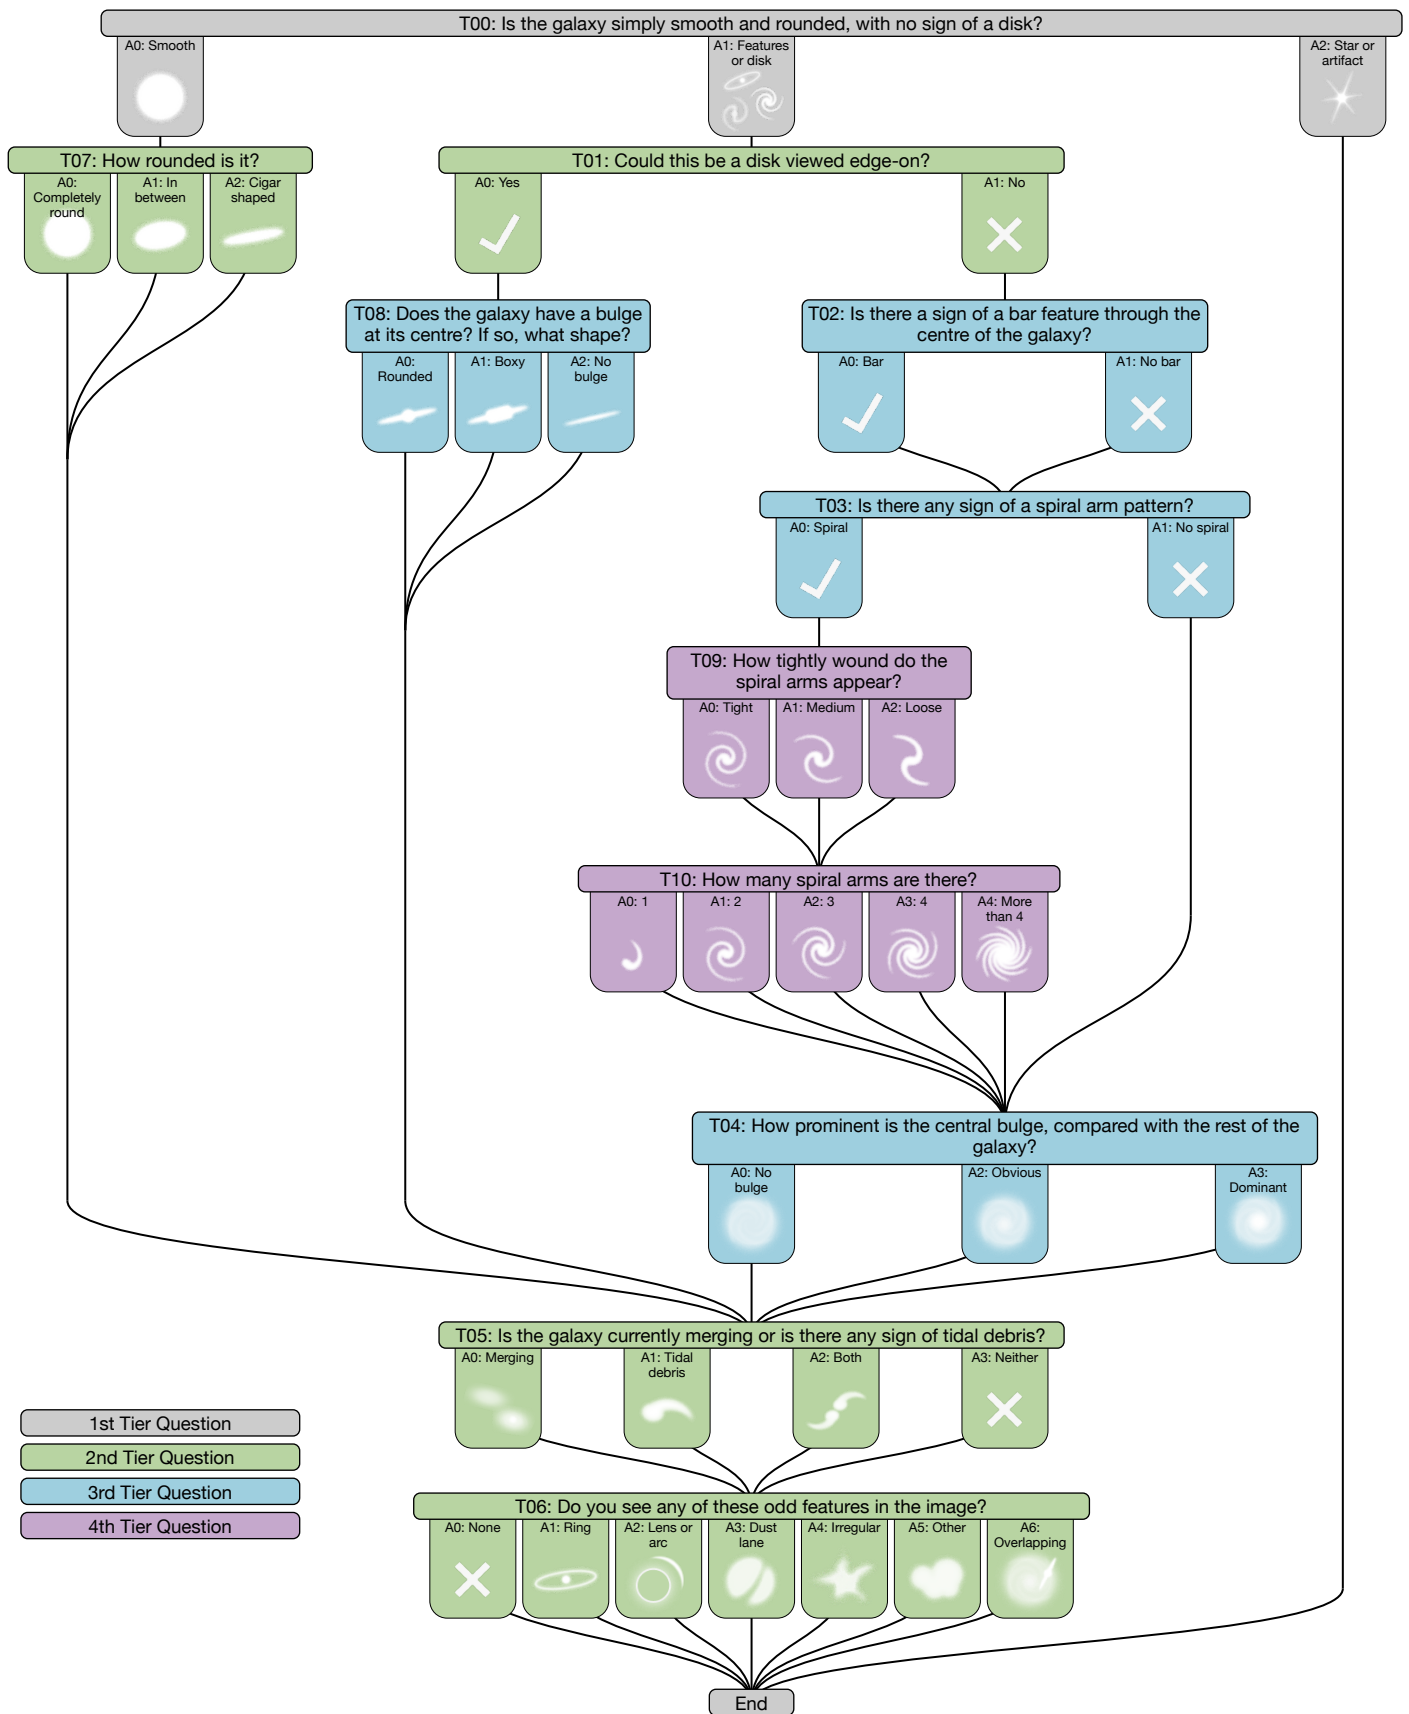 T00: Is the galaxy simply smooth and rounded, with no sign of a disk?
A0: Smooth
A1: Features
or disk
A2: Star or
artifact
T07: How rounded is it?
A0:
Completely
round
A1: In
between
A2: Cigar
shaped
T01: Could this be a disk viewed edge-on?
A0: Yes
A1: No
T08: Does the galaxy have a bulge
at its centre? If so, what shape?
A0:
Rounded
A1: Boxy
A2: No
bulge
T02: Is there a sign of a bar feature through the
centre of the galaxy?
A0: Bar
A1: No bar
T03: Is there any sign of a spiral arm pattern?
A0: Spiral
A1: No spiral
T09: How tightly wound do the
spiral arms appear?
A0: Tight
A1: Medium
A2: Loose
T10: How many spiral arms are there?
A0: 1
A1: 2
A2: 3
A3: 4
A4: More
than 4
T04: How prominent is the central bulge, compared with the rest of the
galaxy?
A0: No
bulge
A2: Obvious
A3:
Dominant
T05: Is the galaxy currently merging or is there any sign of tidal debris?
A0: Merging
A1: Tidal
debris
A2: Both
A3: Neither
1st Tier Question
2nd Tier Question
3rd Tier Question
4th Tier Question
T06: Do you see any of these odd features in the image?
A0: None
A1: Ring
A2: Lens or
arc
A3: Dust
lane
A4: Irregular
A5: Other
A6:
Overlapping
End